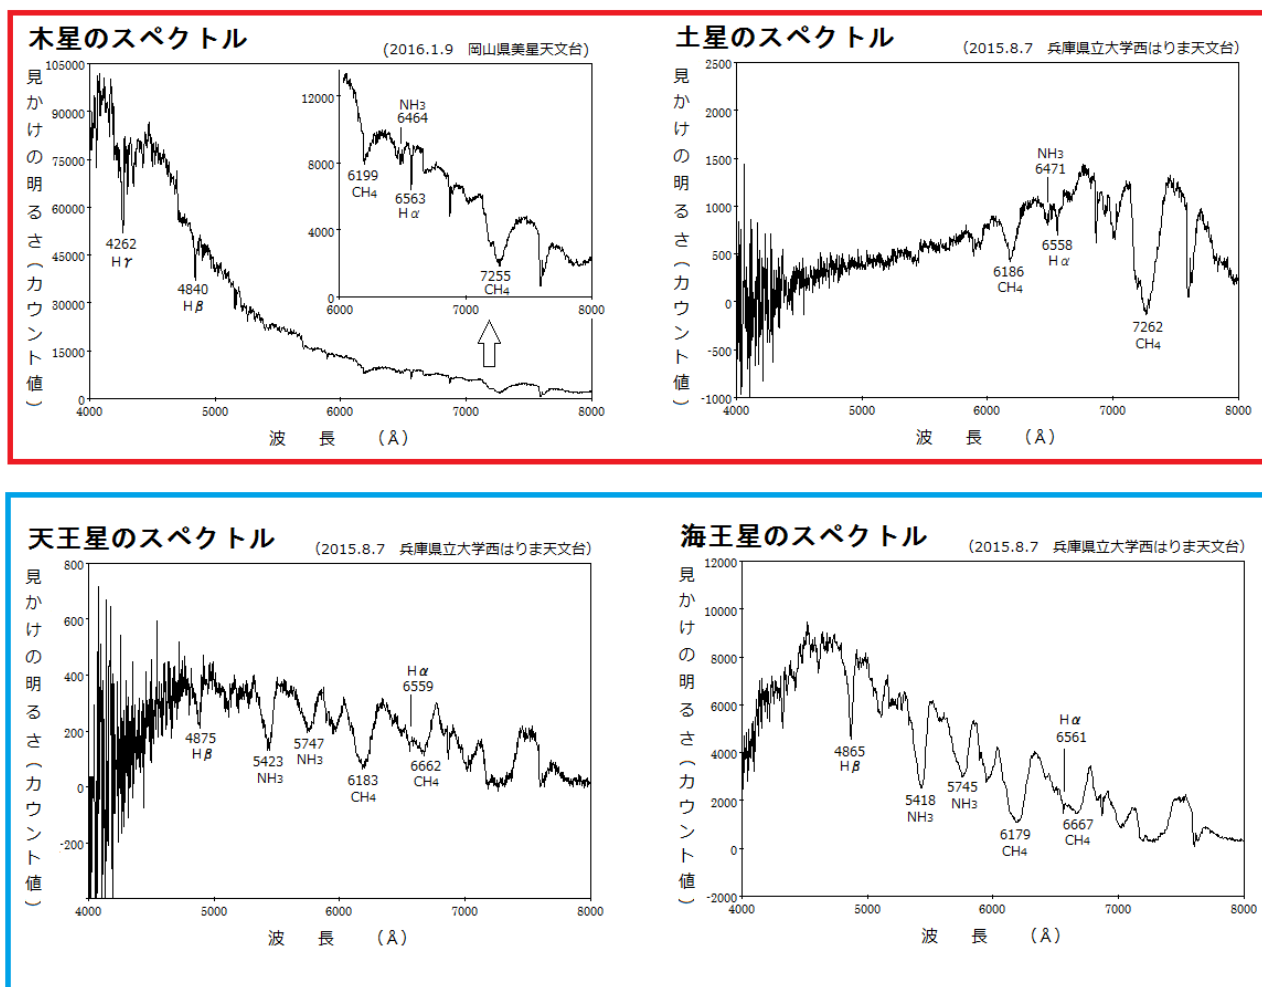 木星のスペクトル
(2016.1.9 岡山県美星天文台)
見かけの明るさ(カウント値)
105000
90000
75000
60000
45000
30000
15000
0
4000 5000 6000 7000 8000
波長 (Å)
4262
Hγ
4840
Hβ
12000
8000
4000
0
6000 7000 8000
NH3
6464
6199
CH4
6563
Hα
7255
CH4
土星のスペクトル
(2015.8.7 兵庫県立大学西はりま天文台)
見かけの明るさ(カウント値)
2500
2000
1500
1000
500
0
-500
-1000
4000 5000 6000 7000 8000
波長 (Å)
NH3
6471
6558
Hα
6186
CH4
7262
CH4
天王星のスペクトル
(2015.8.7 兵庫県立大学西はりま天文台)
見かけの明るさ(カウント値)
800
600
400
200
0
-200
4000 5000 6000 7000 8000
波長 (Å)
4875
Hβ
5423
NH3
5747
NH3
6183
CH4
Hα
6559
6662
CH4
海王星のスペクトル
(2015.8.7 兵庫県立大学西はりま天文台)
見かけの明るさ(カウント値)
12000
10000
8000
6000
4000
2000
0
-2000
4000 5000 6000 7000 8000
波長 (Å)
4865
Hβ
5418
NH3
5745
NH3
6179
CH4
Hα
6561
6667
CH4